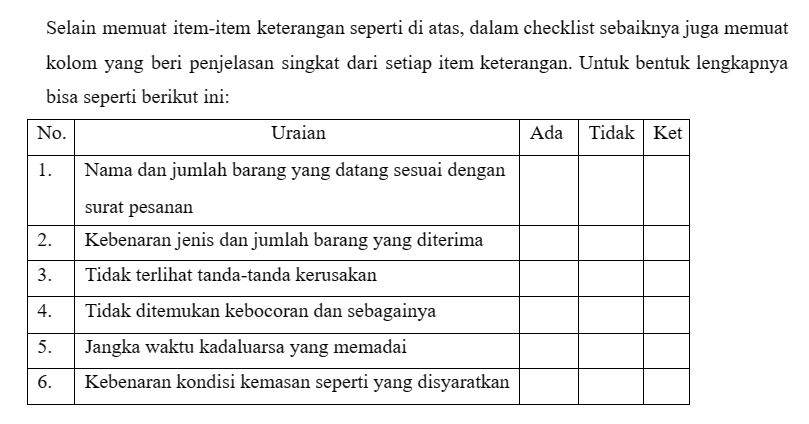 Selain memuat item-item keterangan seperti di atas, dalam checklist sebaiknya juga memuat
kolom yang beri penjelasan singkat dari setiap item keterangan. Untuk bentuk lengkapnya
bisa seperti berikut ini:
No. Uraian Ada Tidak Ket
1. Nama dan jumlah barang yang datang sesuai dengan
surat pesanan
2. Kebenaran jenis dan jumlah barang yang diterima
3. Tidak terlihat tanda-tanda kerusakan
4. Tidak ditemukan kebocoran dan sebagainya
5. Jangka waktu kadaluarsa yang memadai
6. Kebenaran kondisi kemasan seperti yang disyaratkan